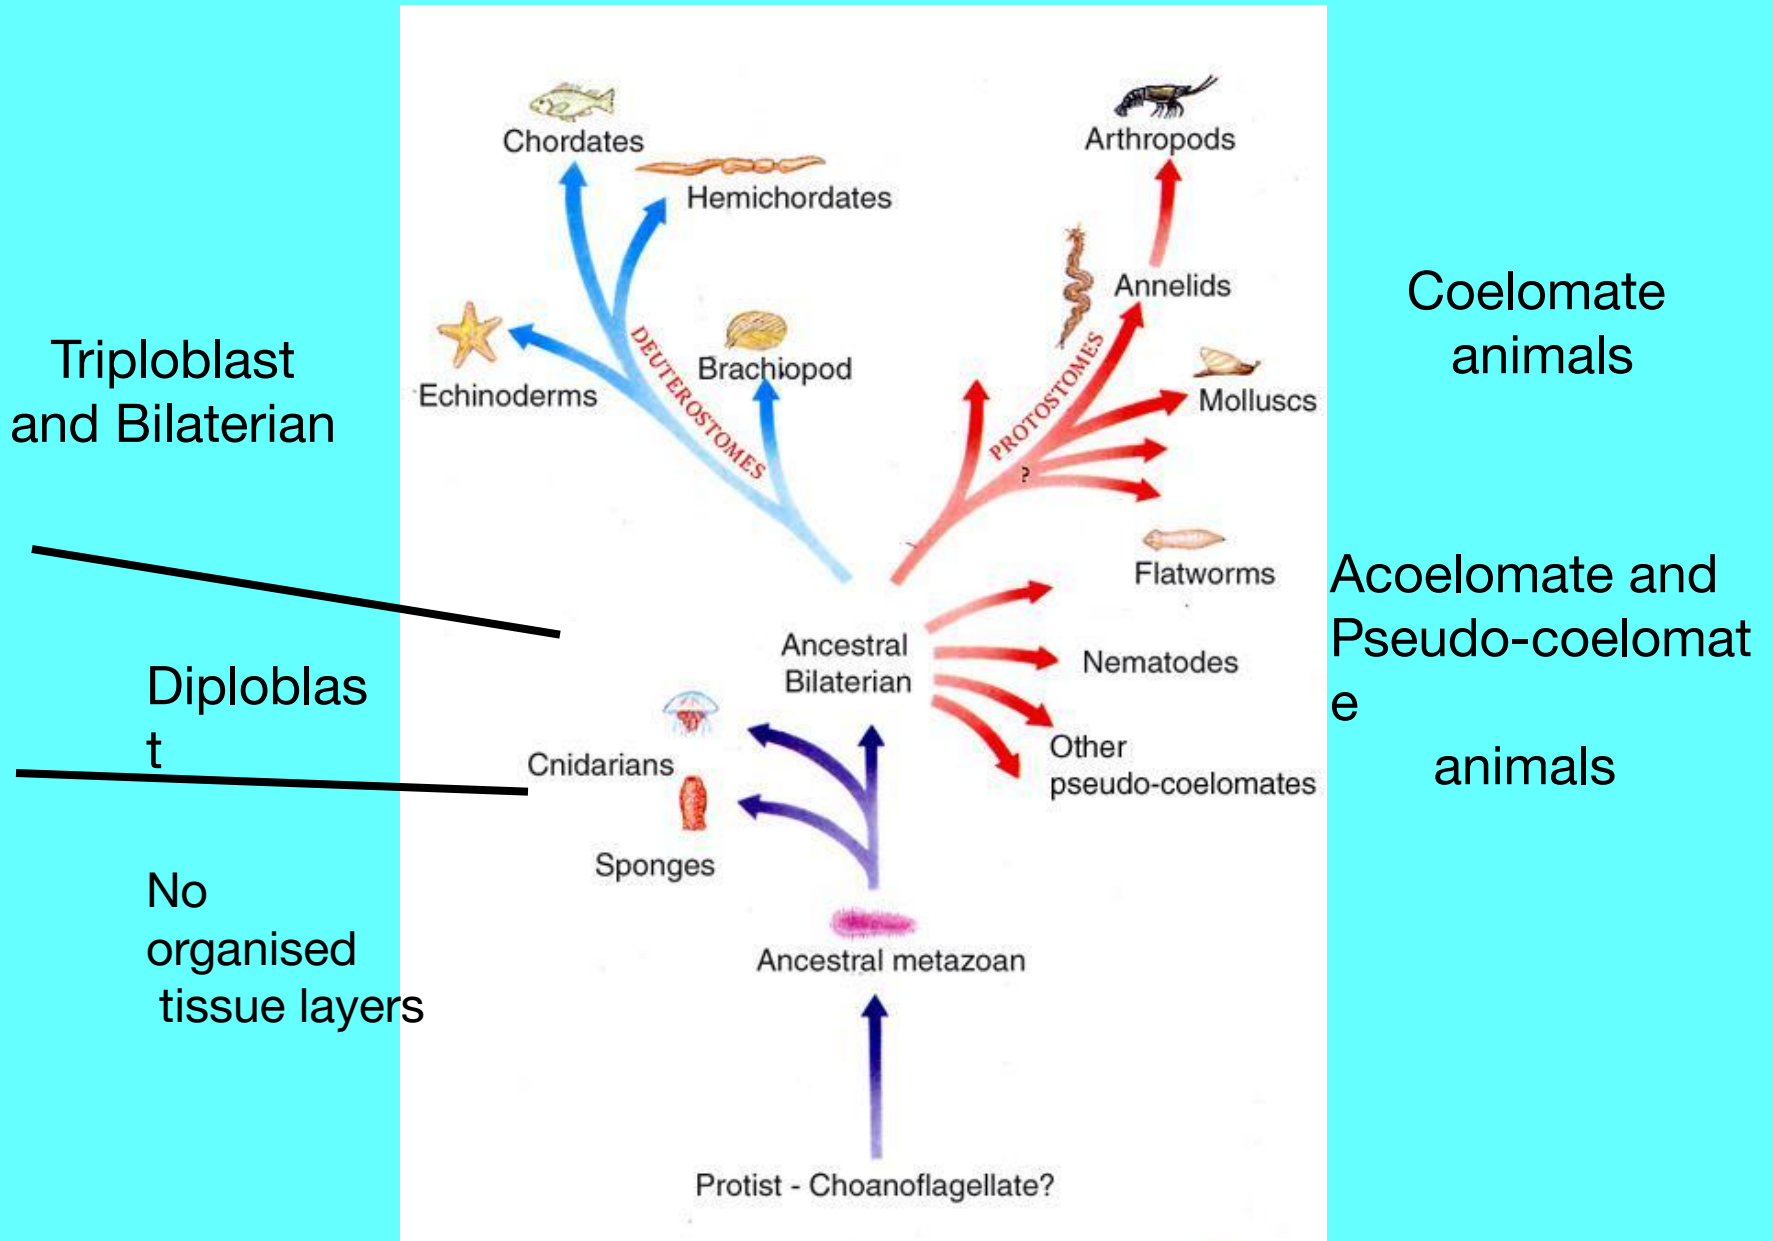 Chordates
Hemichordates
Echinoderms
DEUTEROSTOMES
Brachiopod
Arthropods
Annelids
PROTOSTOMES
Molluscs
?
Flatworms
Ancestral
Bilaterian
Nematodes
Other
pseudo-coelomates
Cnidarians
Sponges
Ancestral metazoan
Protist - Choanoflagellate?
Triploblast
and Bilaterian
Diploblas
t
No
organised
tissue layers
Coelomate
animals
Acoelomate and
Pseudo-coelomat
e
animals